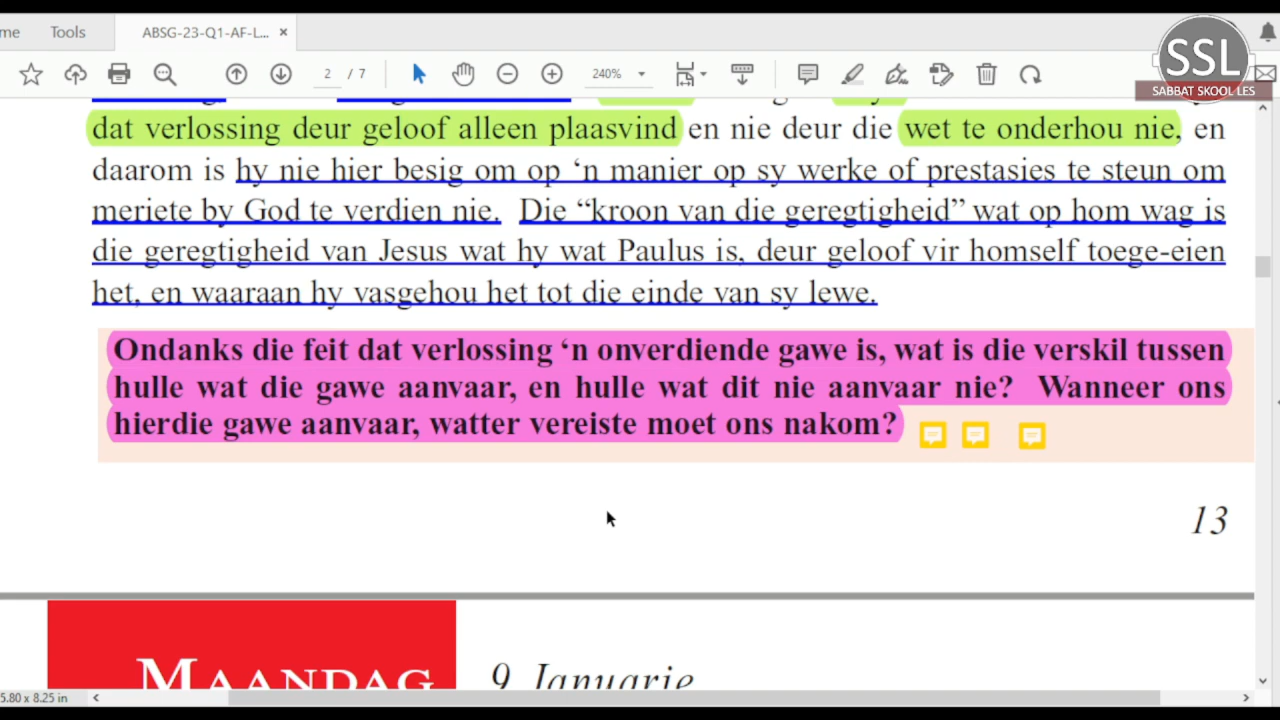 me Tools ABSG-23-Q1-AF-L... ×
SSL
SABBAT SKOOL LES
2 / 7 240%
dat verlossing deur geloof alleen plaasvind en nie deur die wet te onderhou nie, en
daarom is hy nie hier besig om op ‘n manier op sy werke of prestasies te steun om
meriete by God te verdien nie. Die “kroon van die geregtigheid” wat op hom wag is
die geregtigheid van Jesus wat hy wat Paulus is, deur geloof vir homself toege-eien
het, en waaraan hy vasgehou het tot die einde van sy lewe.
Ondanks die feit dat verlossing ‘n onverdiende gawe is, wat is die verskil tussen
hulle wat die gawe aanvaar, en hulle wat dit nie aanvaar nie? Wanneer ons
hierdie gawe aanvaar, watter vereiste moet ons nakom?
13
MAANDAG 9 Januarie
5.80 x 8.25 in